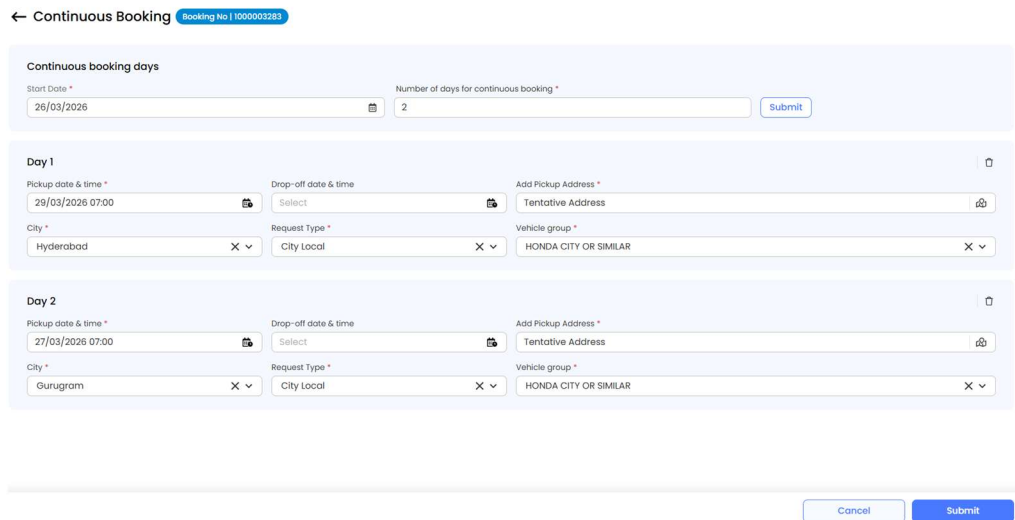 Continuous Booking Booking No | 1000003283
Continuous booking days
Start Date * Number of days for continuous booking *
26/03/2026 2 Submit
Day 1
Pickup date & time * Drop-off date & time Add Pickup Address *
29/03/2026 07:00 Select Tentative Address
City * Request Type * Vehicle group *
Hyderabad City Local HONDA CITY OR SIMILAR
Day 2
Pickup date & time * Drop-off date & time Add Pickup Address *
27/03/2026 07:00 Select Tentative Address
City * Request Type * Vehicle group *
Gurugram City Local HONDA CITY OR SIMILAR
Cancel Submit